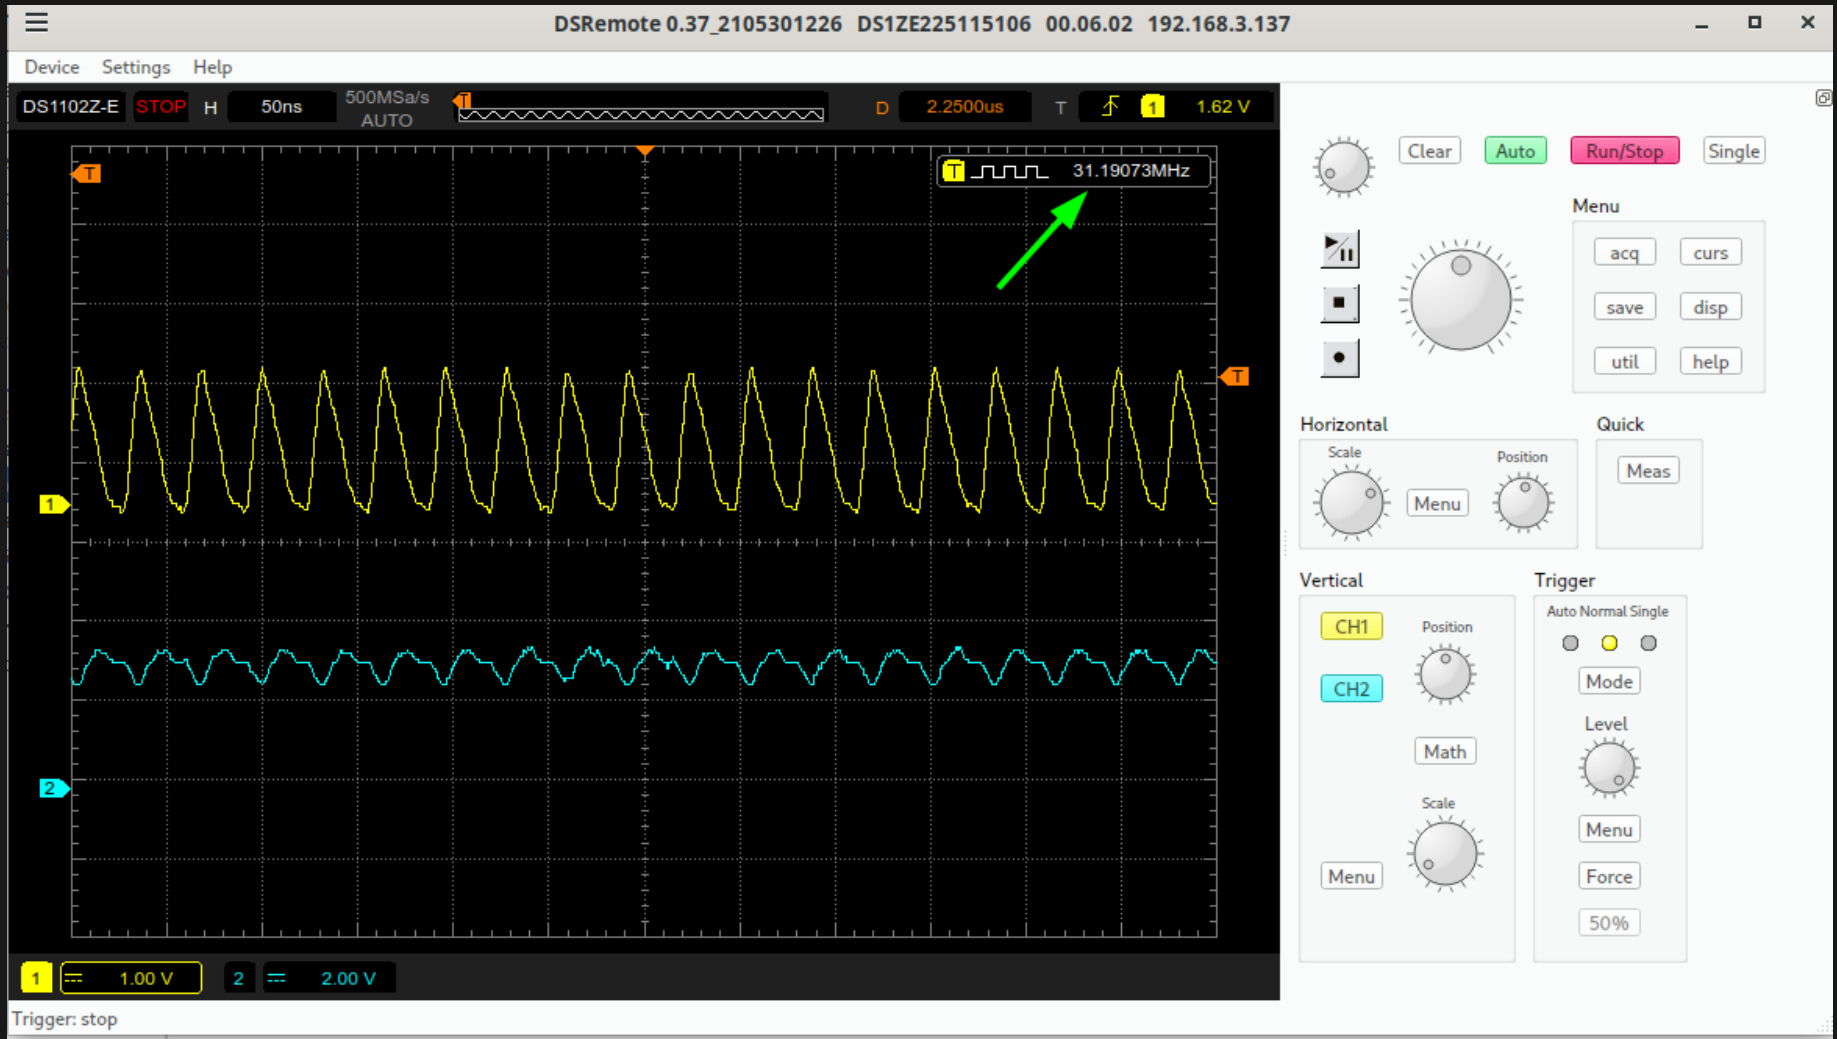 DSRemote 0.37_2105301226 DS1ZE225115106 00.06.02 192.168.3.137
Device Settings Help
DS1102Z-E STOP H 50ns 500MSa/s AUTO T D 2.2500us T 1 1.62 V
T
T 31.19073MHz
T
1
2
1 1.00 V 2 2.00 V
Trigger: stop
Clear Auto Run/Stop Single
Menu
acq curs
save disp
util help
Horizontal
Scale
Menu
Position
Quick
Meas
Vertical
CH1
CH2
Position
Math
Scale
Menu
Trigger
Auto Normal Single
Mode
Level
Menu
Force
50%